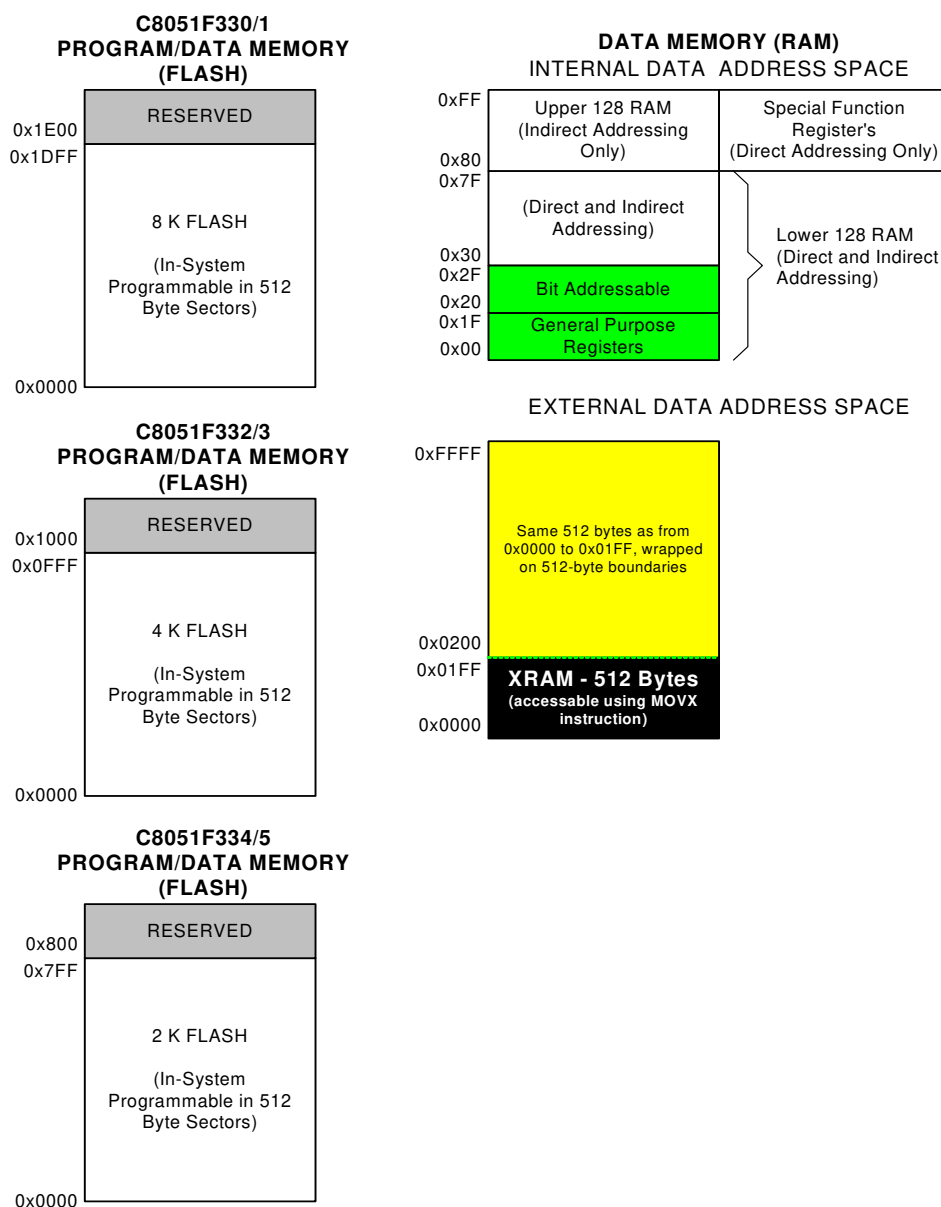 C8051F330/1
PROGRAM/DATA MEMORY
(FLASH)
RESERVED
0x1E00
0x1DFF
8 K FLASH
(In-System
Programmable in 512
Byte Sectors)
0x0000
C8051F332/3
PROGRAM/DATA MEMORY
(FLASH)
RESERVED
0x1000
0x0FFF
4 K FLASH
(In-System
Programmable in 512
Byte Sectors)
0x0000
C8051F334/5
PROGRAM/DATA MEMORY
(FLASH)
RESERVED
0x800
0x7FF
2 K FLASH
(In-System
Programmable in 512
Byte Sectors)
0x0000
DATA MEMORY (RAM)
INTERNAL DATA ADDRESS SPACE
0xFF
Upper 128 RAM
(Indirect Addressing
Only)
0x80
Special Function
Register's
(Direct Addressing Only)
0x7F
(Direct and Indirect
Addressing)
0x30
Lower 128 RAM
(Direct and Indirect
Addressing)
0x2F
Bit Addressable
0x20
0x1F
General Purpose
Registers
0x00
EXTERNAL DATA ADDRESS SPACE
0xFFFF
Same 512 bytes as from
0x0000 to 0x01FF, wrapped
on 512-byte boundaries
0x0200
0x01FF
XRAM - 512 Bytes
(accessable using MOVX
instruction)
0x0000